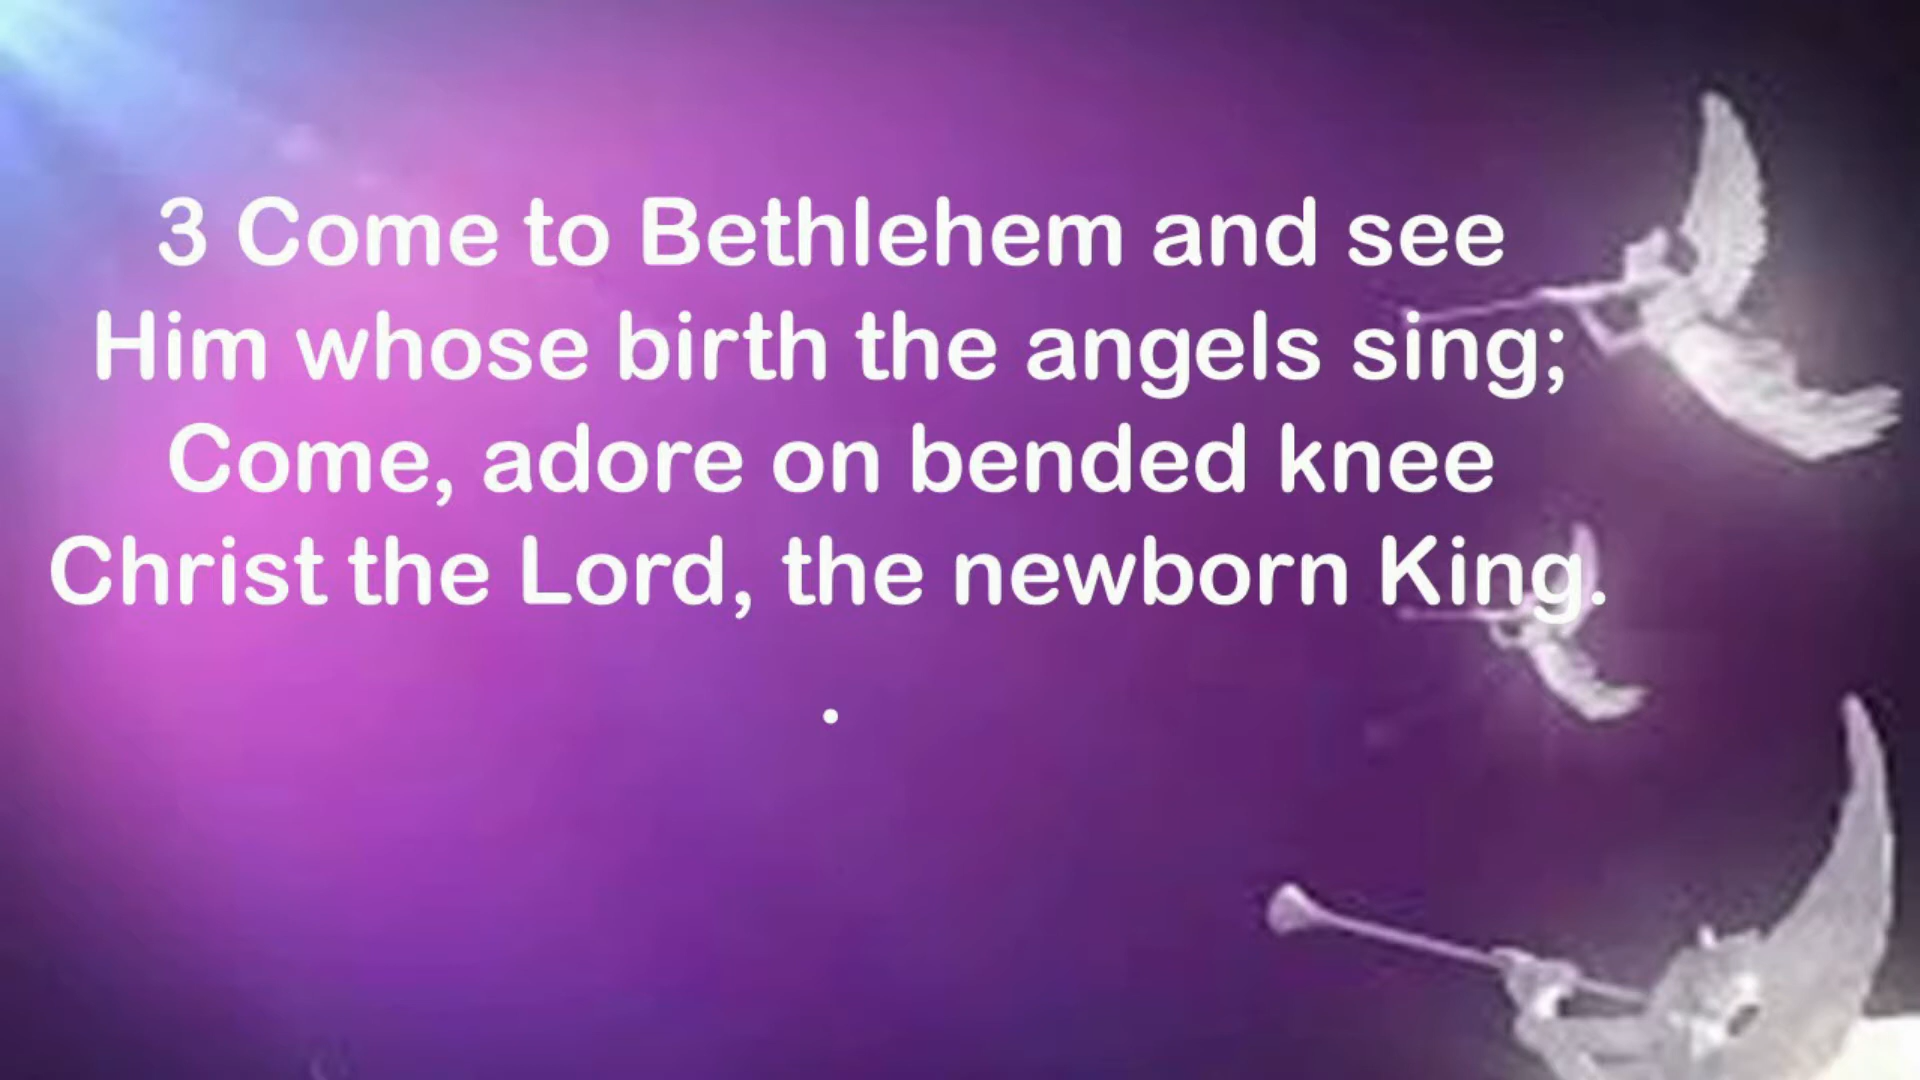 3 Come to Bethlehem and see
Him whose birth the angels sing;
Come, adore on bended knee
Christ the Lord, the newborn King.
.